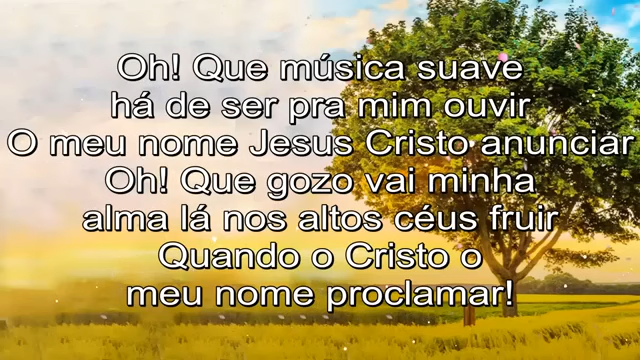 Oh! Que música suave
há de ser pra mim ouvir
O meu nome Jesus Cristo anunciar
Oh! Que gozo vai minha
alma lá nos altos céus fruir
Quando o Cristo o
meu nome proclamar!